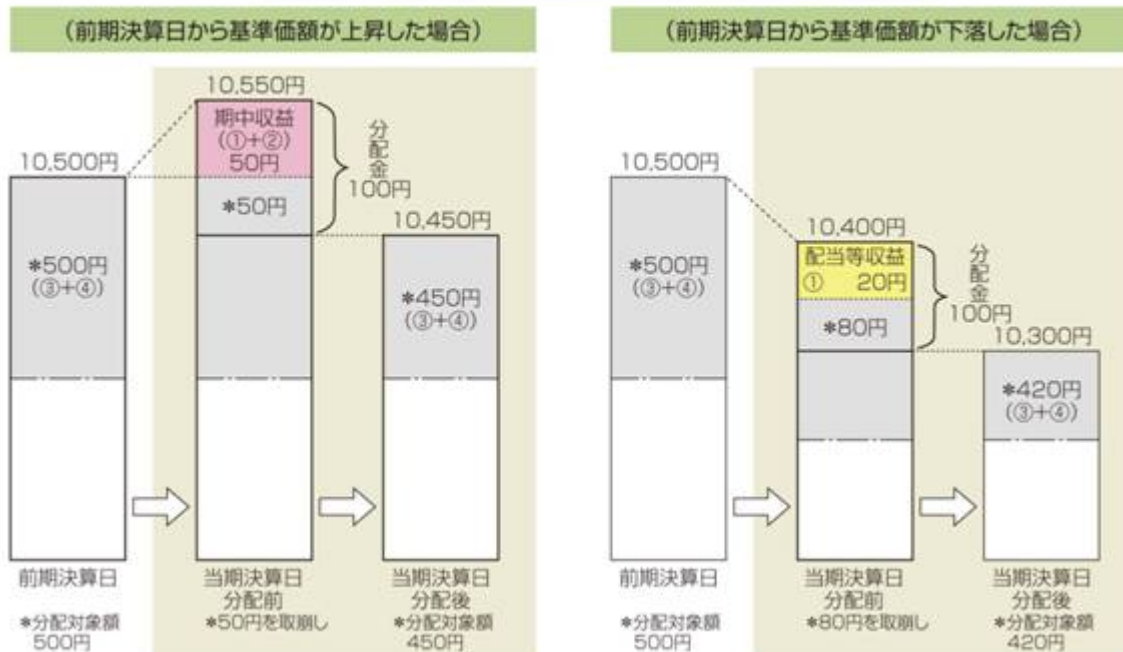 (前期決算日から基準価額が上昇した場合)
10,550円
期中収益
(①+②)
50円
10,500円
*50円
分配金
100円
10,450円
*500円
(③+④)
*450円
(③+④)
前期決算日
*分配対象額
500円
当期決算日
分配前
*50円を取崩し
当期決算日
分配後
*分配対象額
450円
(前期決算日から基準価額が下落した場合)
10,500円
10,400円
配当等収益
① 20円
*80円
分配金
100円
10,300円
*500円
(③+④)
*420円
(③+④)
前期決算日
*分配対象額
500円
当期決算日
分配前
*80円を取崩し
当期決算日
分配後
*分配対象額
420円